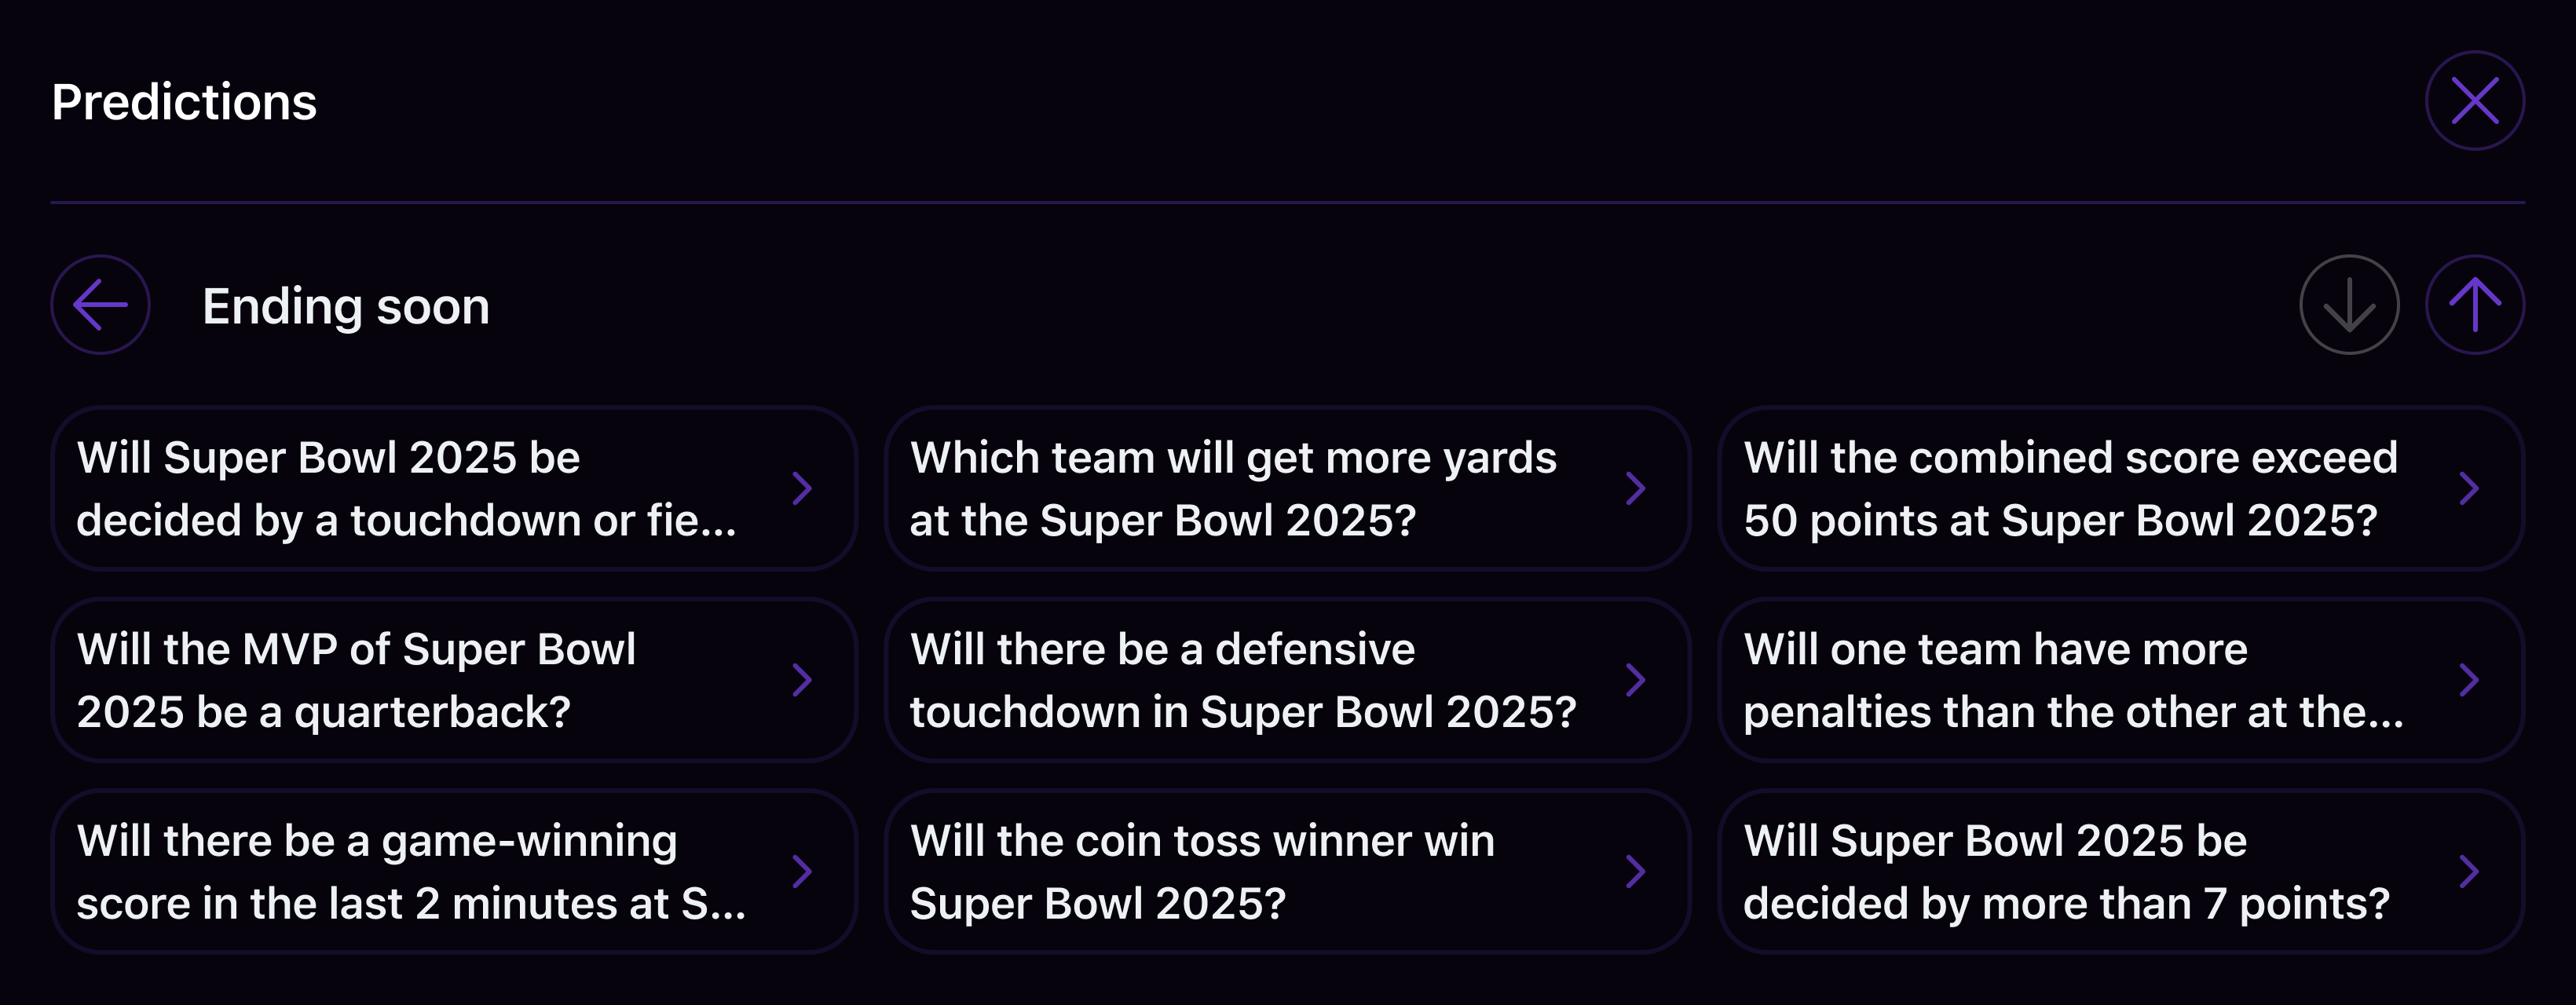 Predictions
Ending soon
Will Super Bowl 2025 be
decided by a touchdown or fie...
Which team will get more yards
at the Super Bowl 2025?
Will the combined score exceed
50 points at Super Bowl 2025?
Will the MVP of Super Bowl
2025 be a quarterback?
Will there be a defensive
touchdown in Super Bowl 2025?
Will one team have more
penalties than the other at the...
Will there be a game-winning
score in the last 2 minutes at S...
Will the coin toss winner win
Super Bowl 2025?
Will Super Bowl 2025 be
decided by more than 7 points?